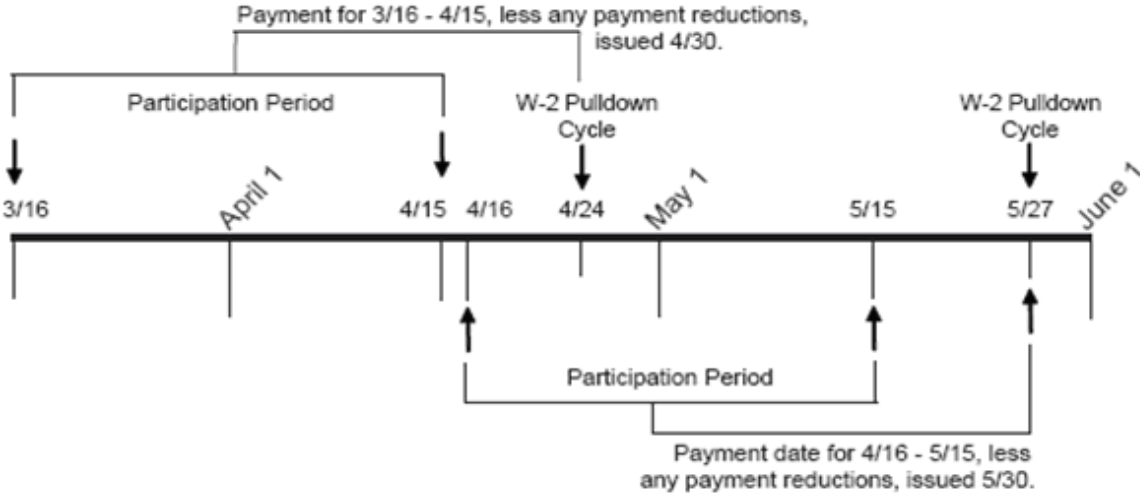 Payment for 3/16 - 4/15, less any payment reductions,
issued 4/30.
Participation Period
W-2 Pulldown
Cycle
W-2 Pulldown
Cycle
3/16
April 1
4/15
4/16
4/24
May 1
5/15
5/27
June 1
Participation Period
Payment date for 4/16 - 5/15, less
any payment reductions, issued 5/30.